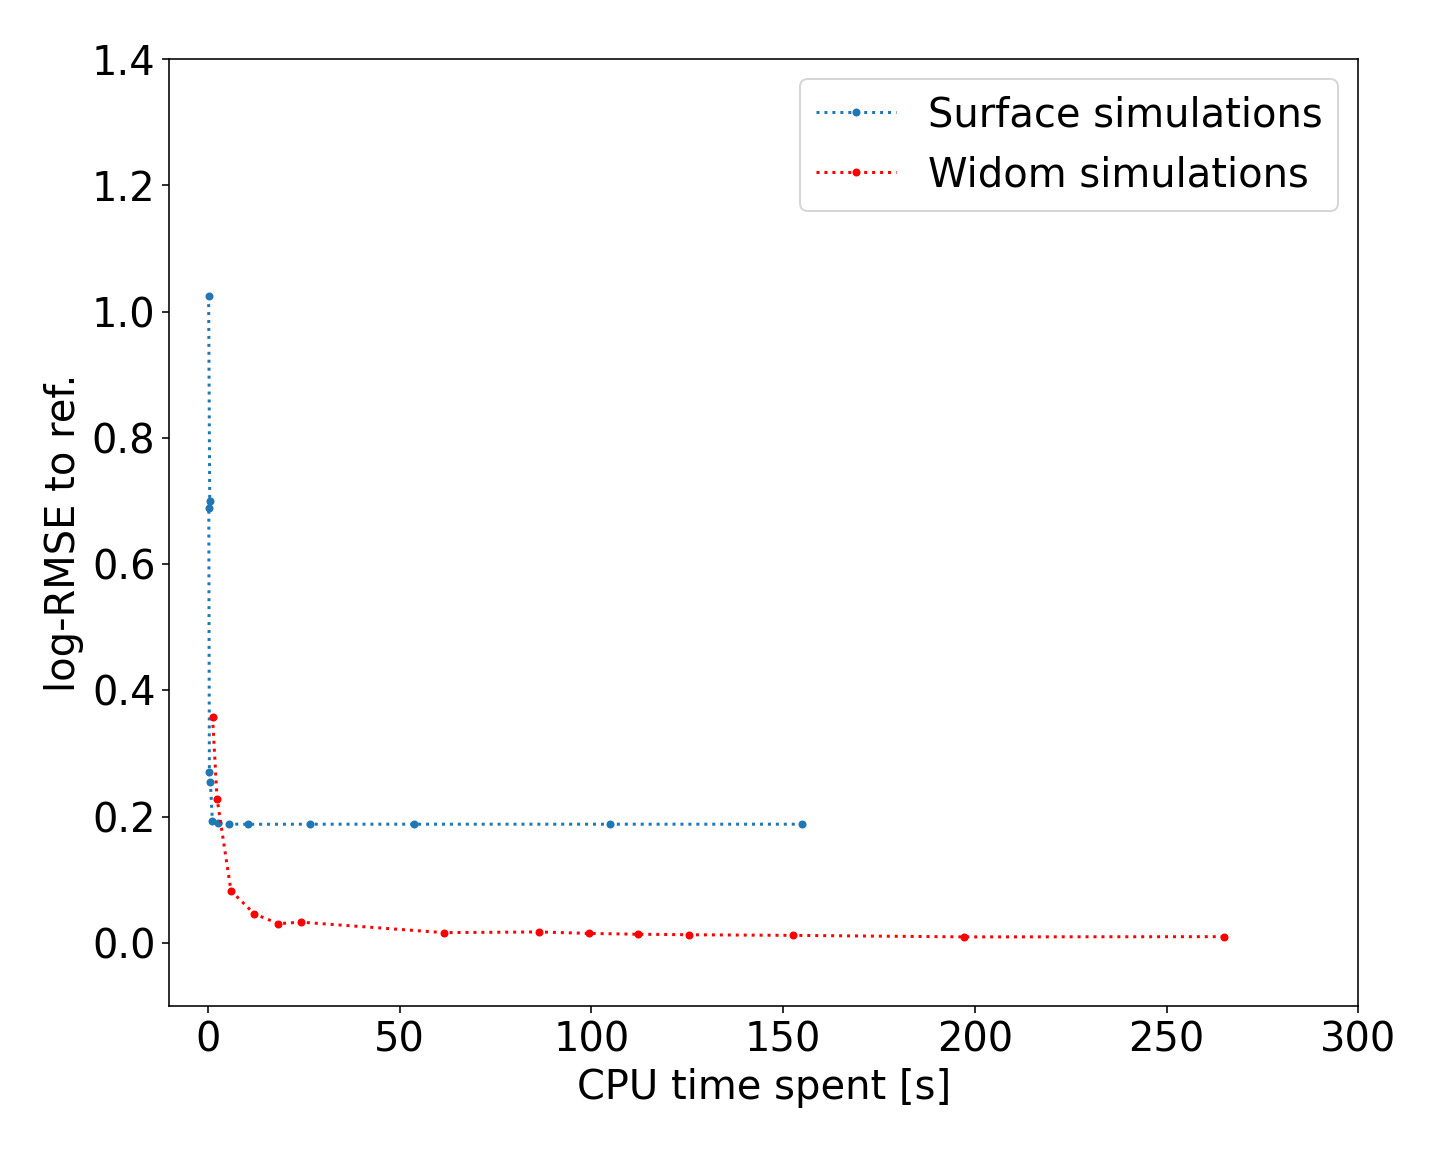 1.4
1.2
1.0
0.8
0.6
0.4
0.2
0.0
log-RMSE to ref.
Surface simulations
Widom simulations
0 50 100 150 200 250 300
CPU time spent [s]